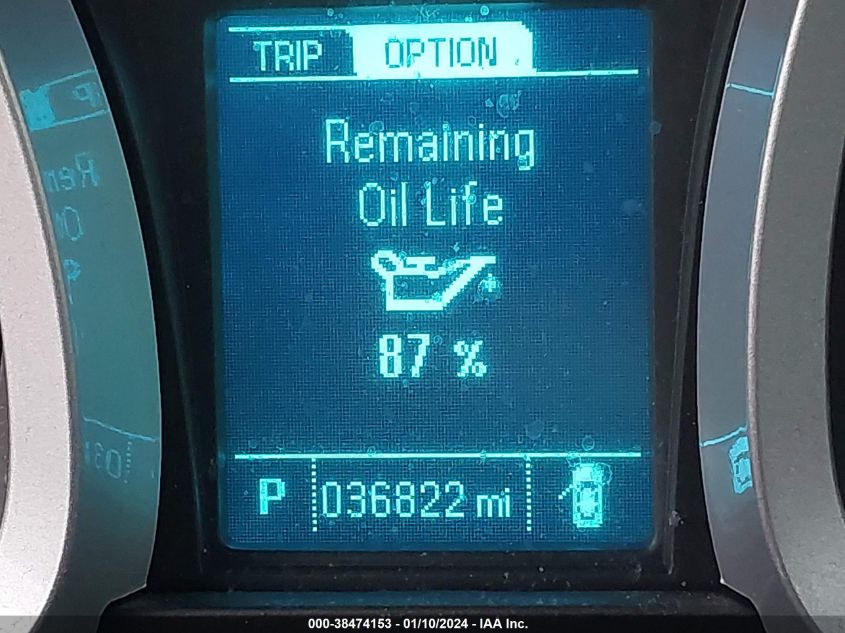 TRIP OPTION
Remaining
Oil Life
87 %
P 036822 mi
000-38474153 - 01/10/2024 - IAA Inc.